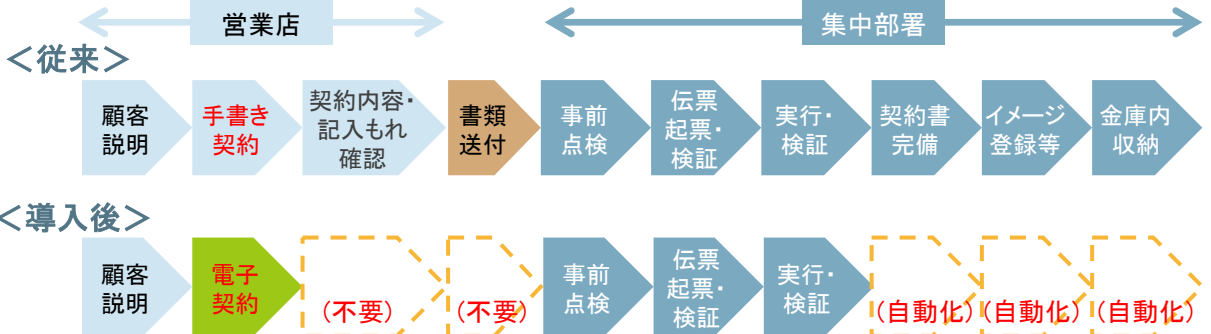 営業店
集中部署
＜従来＞
顧客
説明
手書き
契約
契約内容・
記入もれ
確認
書類
送付
事前
点検
伝票
起票・
検証
実行・
検証
契約書
完備
イメージ
登録等
金庫内
収納
＜導入後＞
顧客
説明
電子
契約
(不要)
(不要)
事前
点検
伝票
起票・
検証
実行・
検証
(自動化)
(自動化)
(自動化)